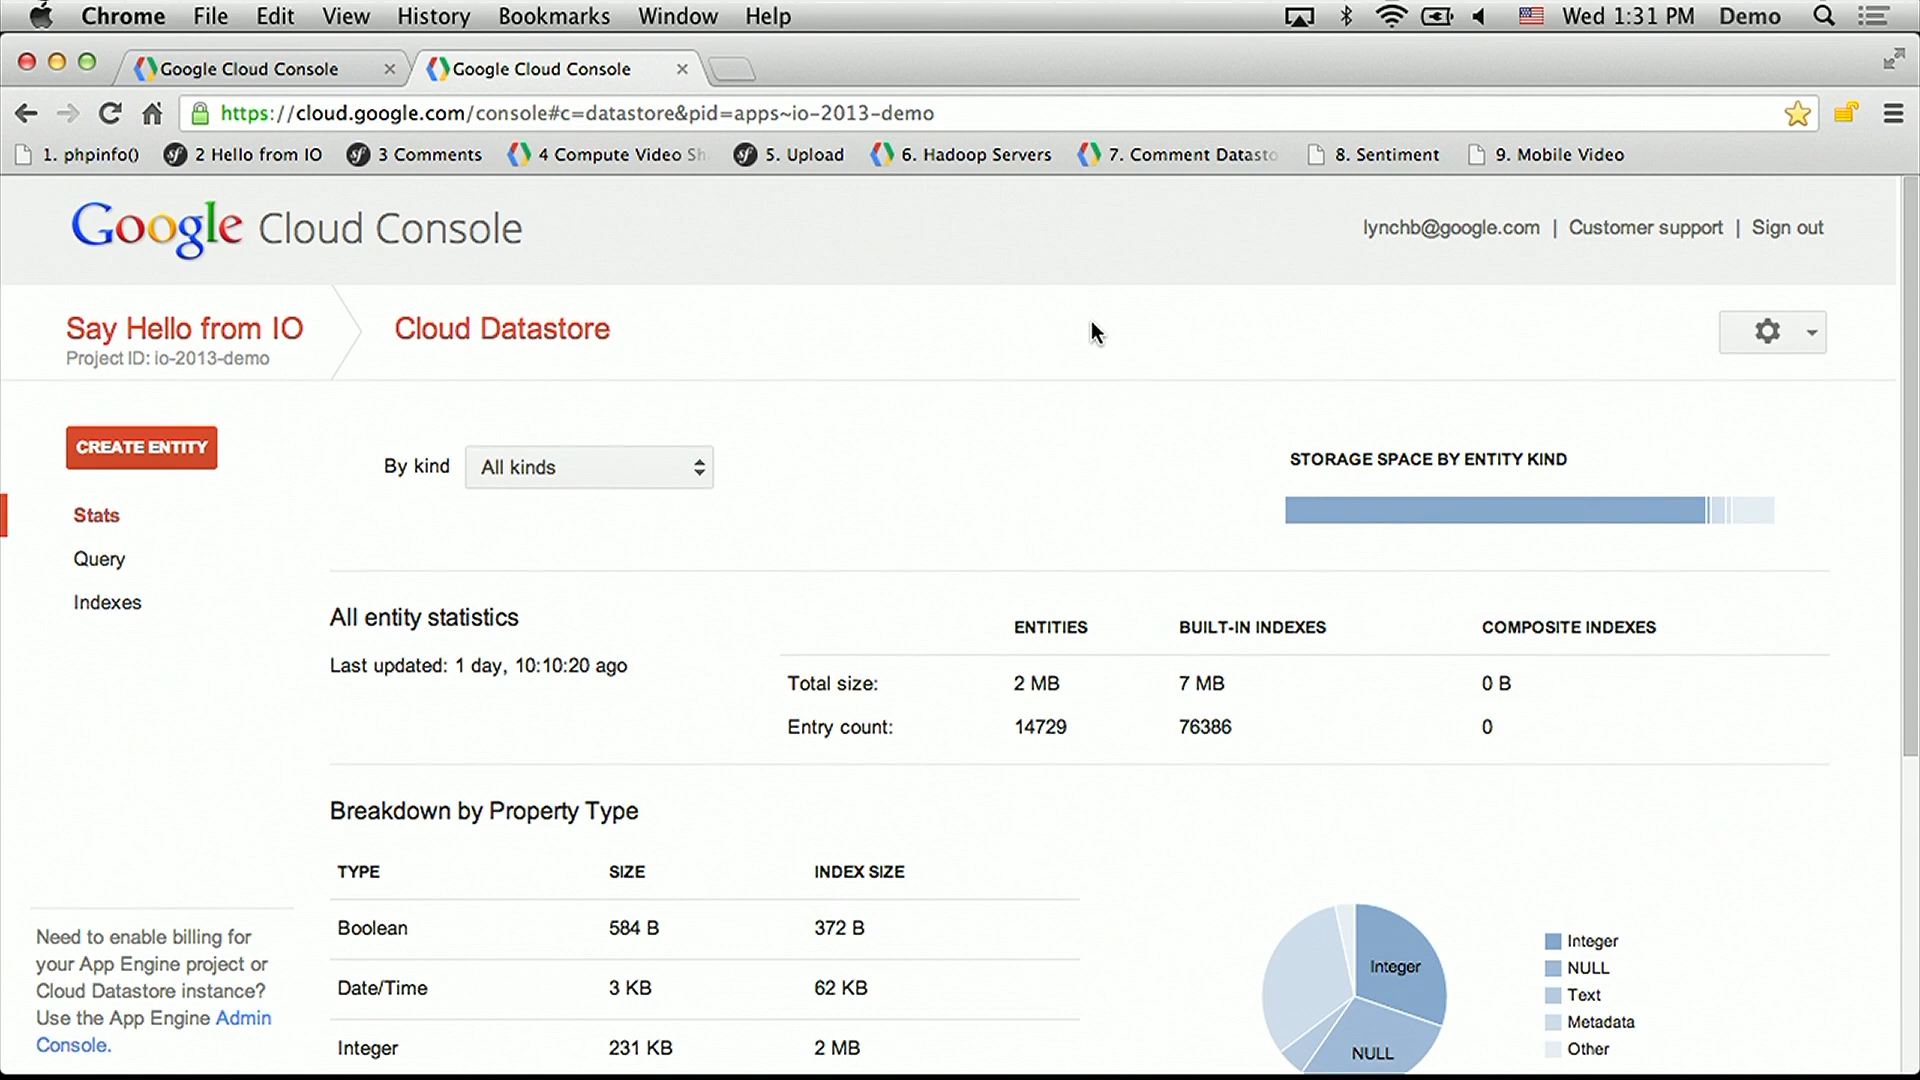 Chrome File Edit View History Bookmarks Window Help Wed 1:31 PM Demo
Google Cloud Console Google Cloud Console
https://cloud.google.com/console#c=datastore&pid=apps~io-2013-demo
1. phpinfo() 2 Hello from IO 3 Comments 4 Compute Video Sh 5. Upload 6. Hadoop Servers 7. Comment Datasto 8. Sentiment 9. Mobile Video
Google Cloud Console
lynchb@google.com | Customer support | Sign out
Say Hello from IO
Project ID: io-2013-demo
Cloud Datastore
CREATE ENTITY
Stats
Query
Indexes
By kind All kinds
STORAGE SPACE BY ENTITY KIND
All entity statistics
Last updated: 1 day, 10:10:20 ago
ENTITIES BUILT-IN INDEXES COMPOSITE INDEXES
Total size: 2 MB 7 MB 0 B
Entry count: 14729 76386 0
Breakdown by Property Type
TYPE SIZE INDEX SIZE
Boolean 584 B 372 B
Date/Time 3 KB 62 KB
Integer 231 KB 2 MB
Integer
NULL
Integer
NULL
Text
Metadata
Other
Need to enable billing for
your App Engine project or
Cloud Datastore instance?
Use the App Engine Admin
Console.